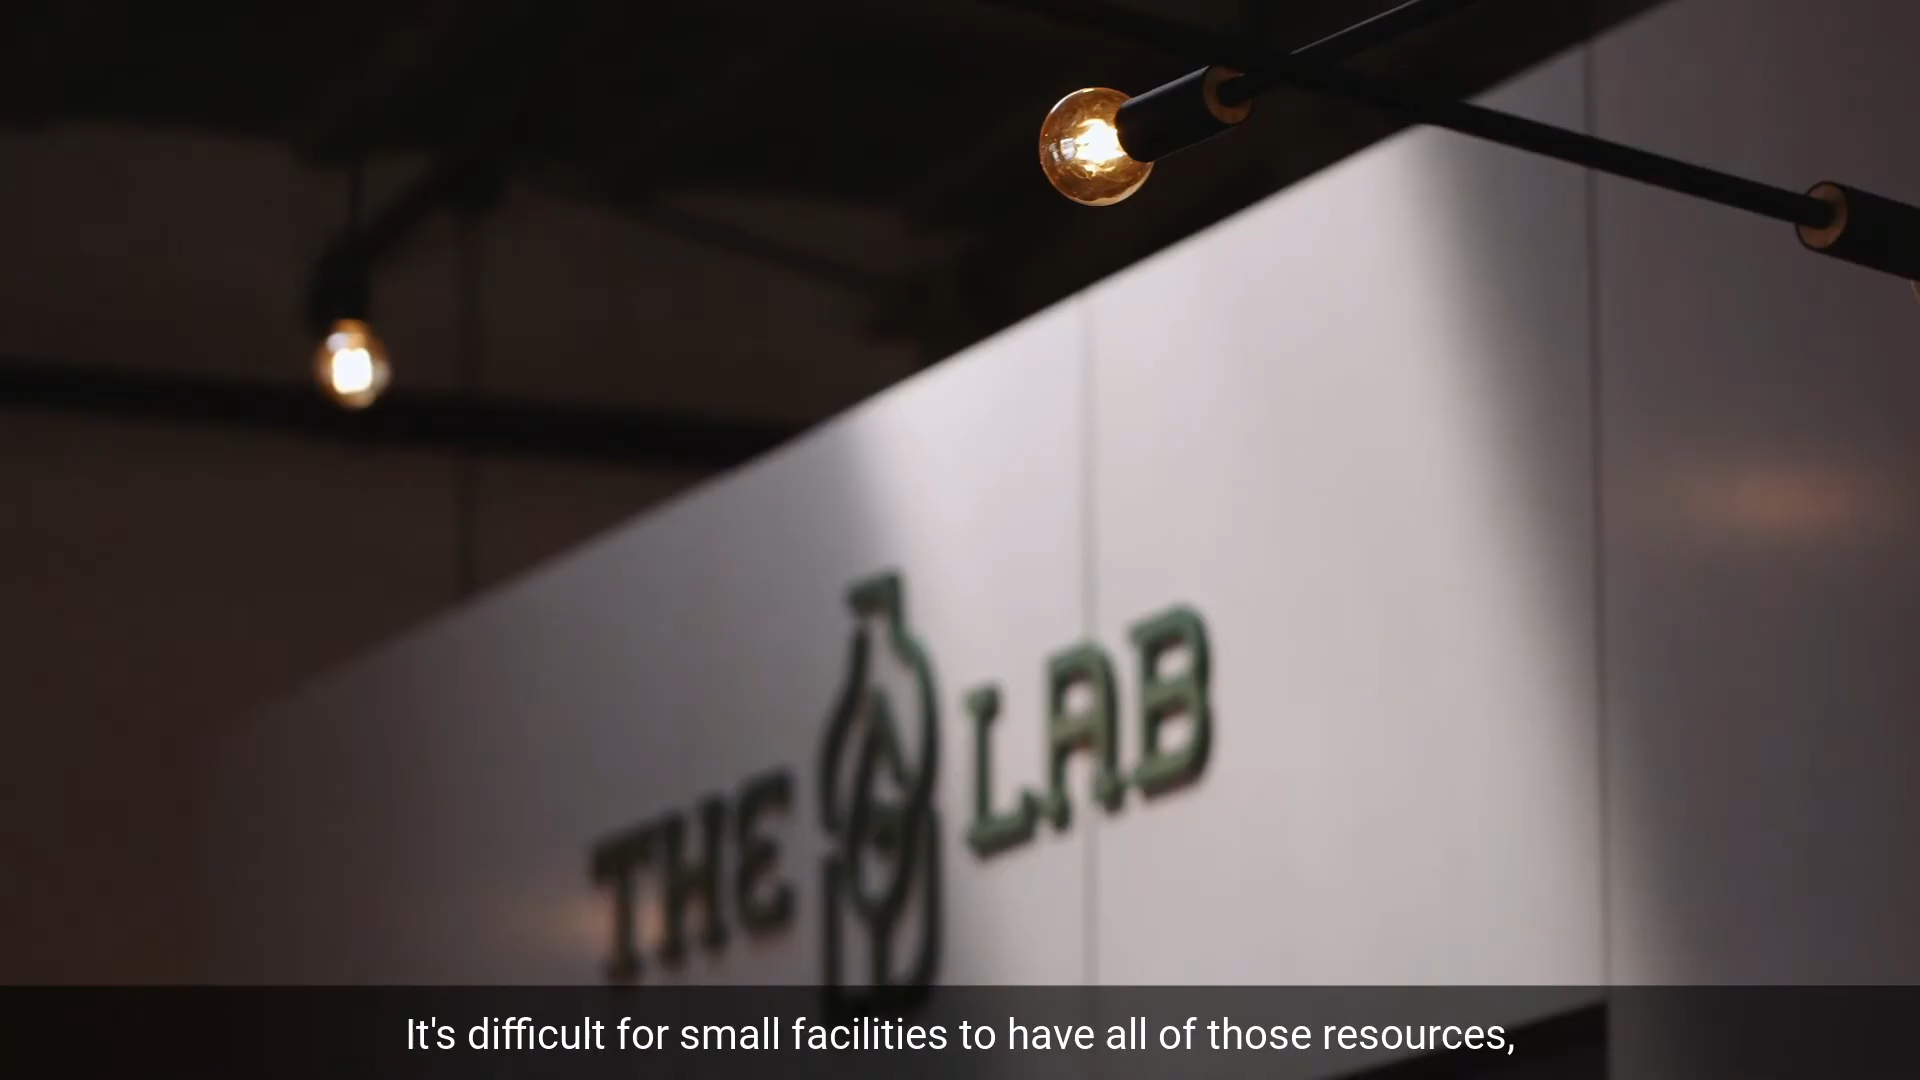 THE LAB
It's difficult for small facilities to have all of those resources,